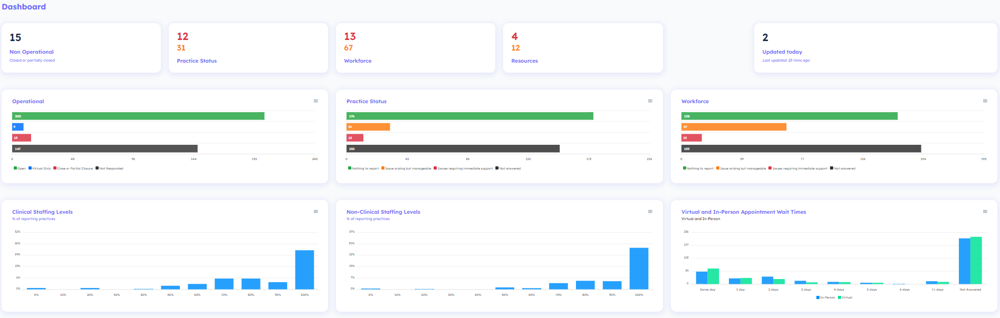 Dashboard
15
Non Operational
Closed or partially closed
12
31
Practice Status
13
67
Workforce
4
12
Resources
2
Updated today
Last updated: 25 mins ago
Operational
200
9
15
147
0 48 96 144 192 240
Open Virtual Only Close or Partial Closure Not Responded
Practice Status
176
31
12
152
0 43 86 130 173 216
Nothing to report Issue arising but manageable Issues requiring immediate support Not answered
Workforce
138
67
13
153
0 39 77 116 154 193
Nothing to report Issue arising but manageable Issues requiring immediate support Not answered
Clinical Staffing Levels
% of reporting practices
32%
26%
19%
13%
6%
0%
0% 10% 20% 30% 40% 50% 60% 70% 80% 90% 100%
Non-Clinical Staffing Levels
% of reporting practices
37%
30%
22%
15%
7%
0%
0% 10% 20% 30% 40% 50% 60% 70% 80% 90% 100%
Virtual and In-Person Appointment Wait Times
Virtual and In-Person
236
177
118
59
0
Same day 1 day 2 days 3 days 4 days 5 days 6 days 7+ days Not Answered
In-Person Virtual